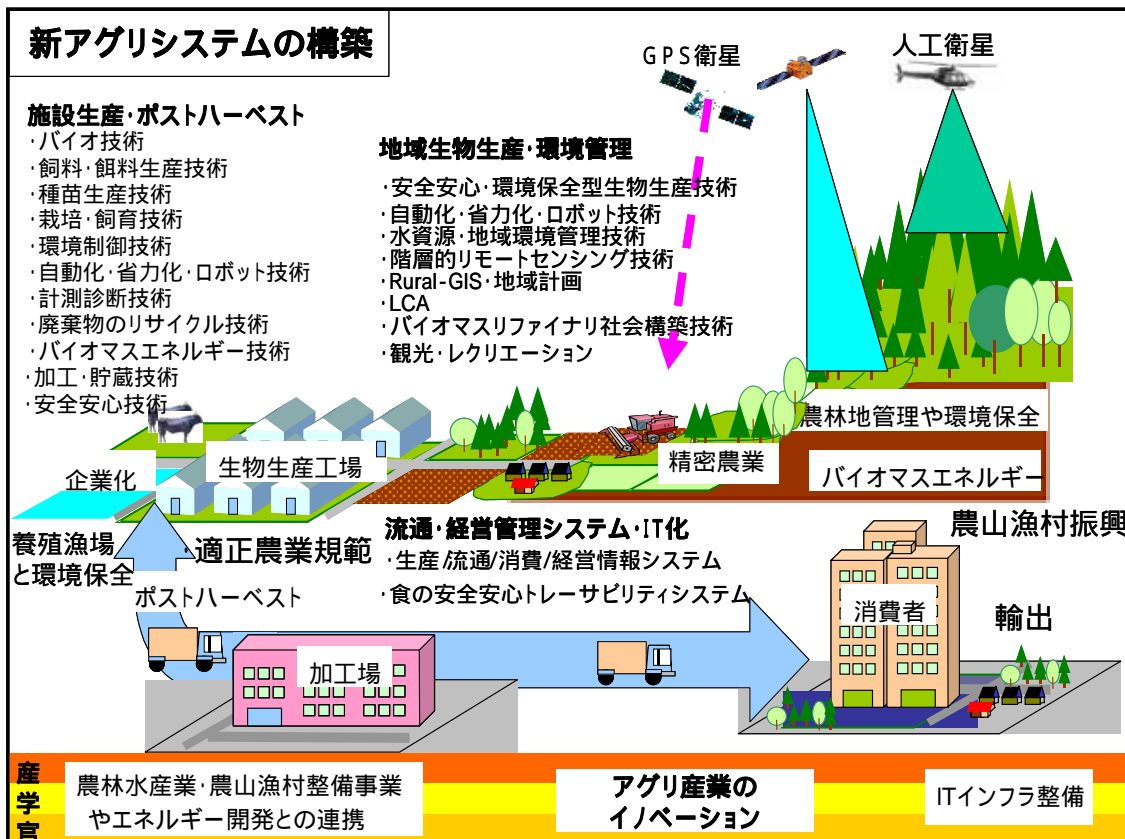 新アグリシステムの構築
GPS衛星
人工衛星
施設生産・ポストハーベスト
・バイオ技術
・飼料・餌料生産技術
・種苗生産技術
・栽培・飼育技術
・環境制御技術
・自動化・省力化・ロボット技術
・計測診断技術
・廃棄物のリサイクル技術
・バイオマスエネルギー技術
・加工・貯蔵技術
・安全安心技術
地域生物生産・環境管理
・安全安心・環境保全型生物生産技術
・自動化・省力化・ロボット技術
・水資源・地域環境管理技術
・階層的リモートセンシング技術
・Rural-GIS・地域計画
・LCA
・バイオマスリファイナリ社会構築技術
・観光・レクリエーション
農林地管理や環境保全
精密農業
バイオマスエネルギー
生物生産工場
企業化
養殖漁場
と環境保全
・適正農業規範
ポストハーベスト
流通・経営管理システム・IT化
・生産/流通/消費/経営情報システム
・食の安全安心トレーサビリティシステム
農山漁村振興
消費者
輸出
加工場
産
学
官
農林水産業・農山漁村整備事業
やエネルギー開発との連携
アグリ産業の
イノベーション
ITインフラ整備